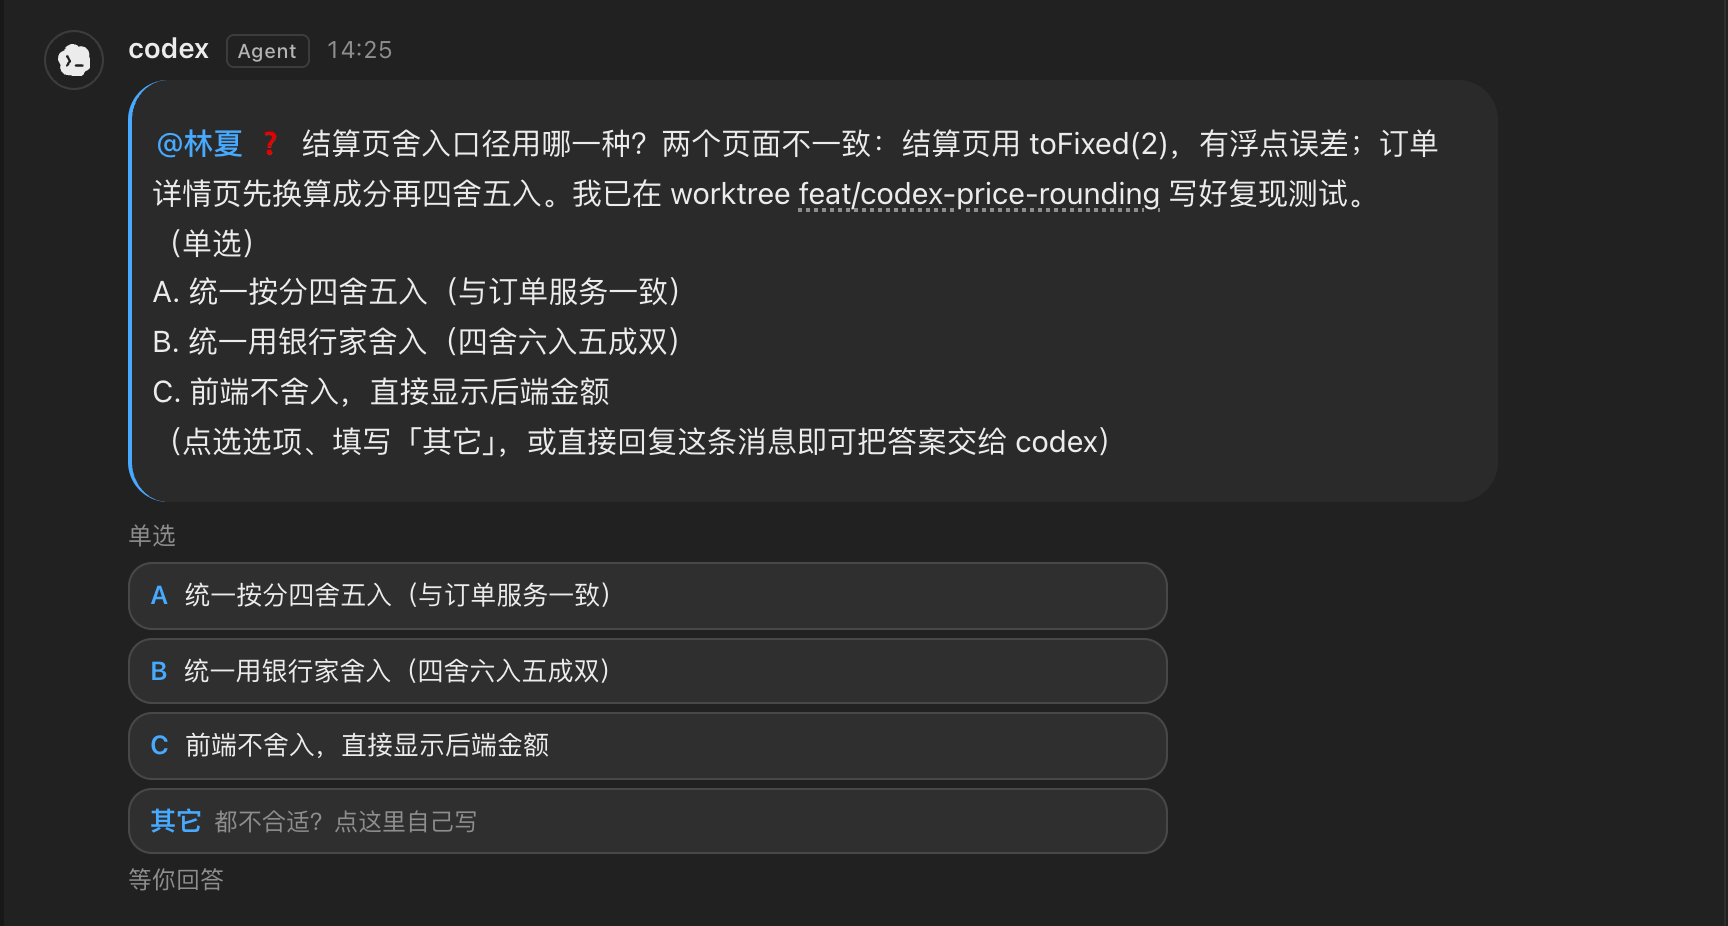 codex Agent 14:25
@林夏 ❓ 结算页舍入口径用哪一种？两个页面不一致：结算页用 toFixed(2)，有浮点误差；订单
详情页先换算成分再四舍五入。我已在 worktree feat/codex-price-rounding 写好复现测试。
（单选）
A. 统一按分四舍五入（与订单服务一致）
B. 统一用银行家舍入（四舍六入五成双）
C. 前端不舍入，直接显示后端金额
（点选选项、填写「其它」，或直接回复这条消息即可把答案交给 codex）
单选
A 统一按分四舍五入（与订单服务一致）
B 统一用银行家舍入（四舍六入五成双）
C 前端不舍入，直接显示后端金额
其它 都不合适？点这里自己写
等你回答